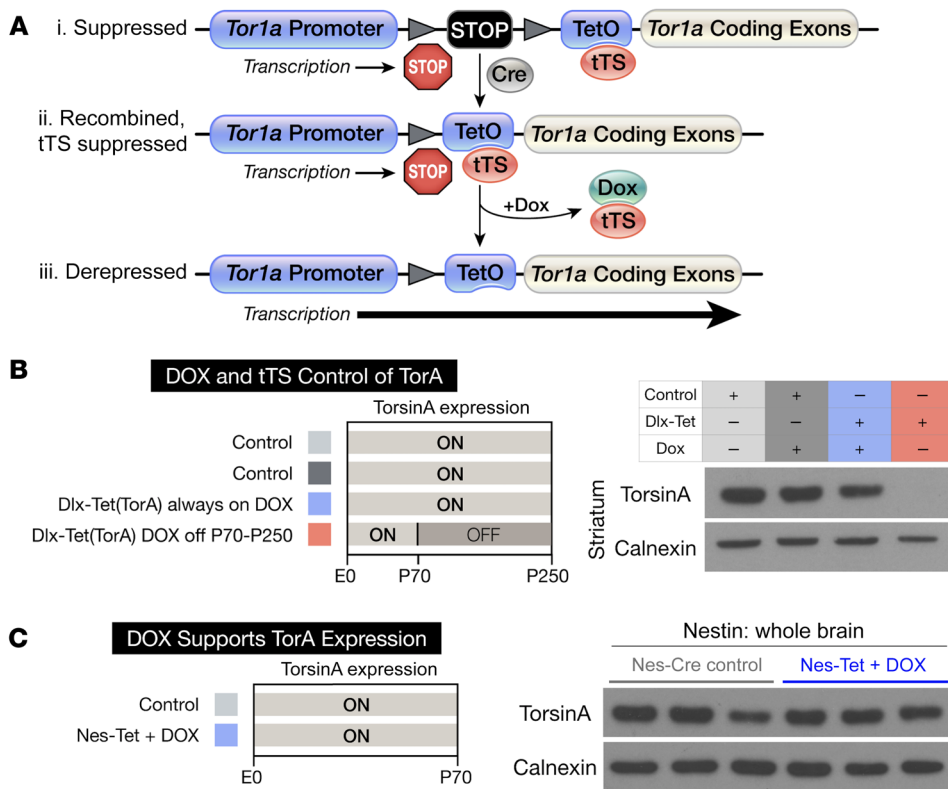 A
i. Suppressed
Tor1a Promoter
STOP
TetO
Tor1a Coding Exons
Transcription
STOP
tTS
Cre
ii. Recombined,
tTS suppressed
Tor1a Promoter
TetO
Tor1a Coding Exons
Transcription
STOP
tTS
+Dox
Dox
tTS
iii. Derepressed
Tor1a Promoter
TetO
Tor1a Coding Exons
Transcription
B
DOX and tTS Control of TorA
TorsinA expression
Control ON
Control ON
Dlx-Tet(TorA) always on DOX ON
Dlx-Tet(TorA) DOX off P70-P250 ON OFF
E0 P70 P250
Control + + – –
Dlx-Tet – – + +
Dox – + + –
Striatum
TorsinA
Calnexin
C
DOX Supports TorA Expression
TorsinA expression
Control ON
Nes-Tet + DOX ON
E0 P70
Nestin: whole brain
Nes-Cre control Nes-Tet + DOX
TorsinA
Calnexin